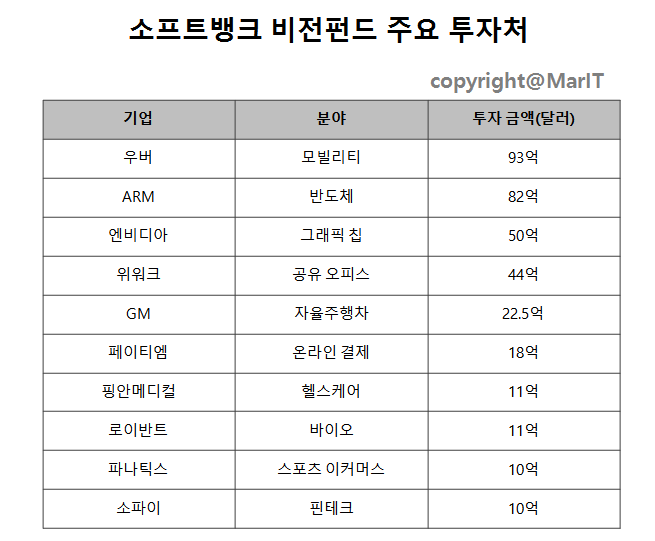 소프트뱅크 비전펀드 주요 투자처
copyright@MarIT
기업 분야 투자 금액(달러)
우버 모빌리티 93억
ARM 반도체 82억
엔비디아 그래픽 칩 50억
위워크 공유 오피스 44억
GM 자율주행차 22.5억
페이티엠 온라인 결제 18억
핑안메디컬 헬스케어 11억
로이반트 바이오 11억
파나틱스 스포츠 이커머스 10억
소파이 핀테크 10억